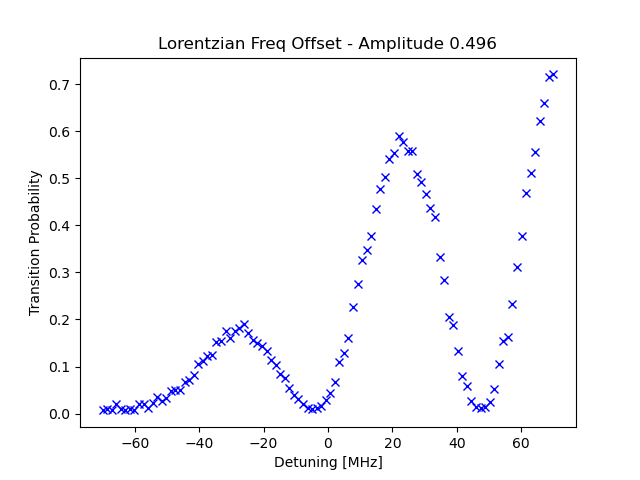 Lorentzian Freq Offset - Amplitude 0.496
Transition Probability
0.7
0.6
0.5
0.4
0.3
0.2
0.1
0.0
−60 −40 −20 0 20 40 60
Detuning [MHz]